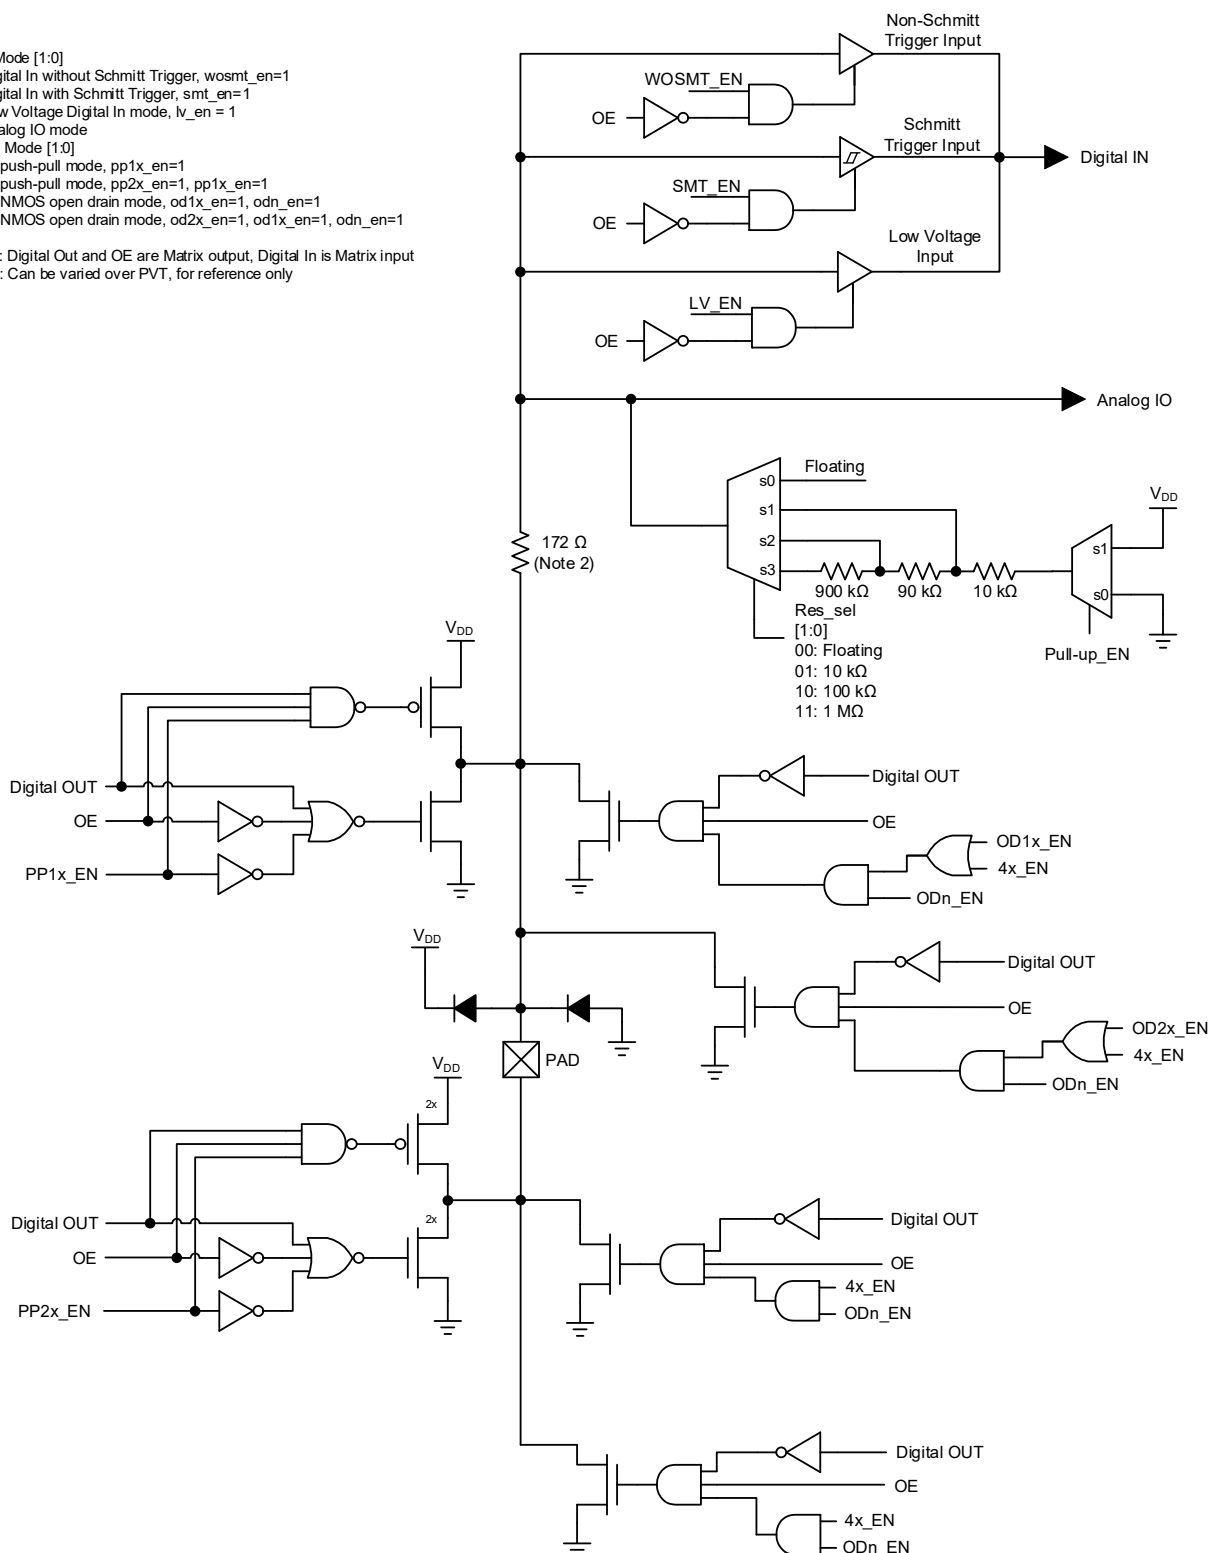 Mode [1:0]
gital In without Schmitt Trigger, wosmt_en=1
gital In with Schmitt Trigger, smt_en=1
w Voltage Digital In mode, lv_en = 1
alog IO mode
Mode [1:0]
push-pull mode, pp1x_en=1
push-pull mode, pp2x_en=1, pp1x_en=1
NMOS open drain mode, od1x_en=1, odn_en=1
NMOS open drain mode, od2x_en=1, od1x_en=1, odn_en=1
: Digital Out and OE are Matrix output, Digital In is Matrix input
: Can be varied over PVT, for reference only
Non-Schmitt
Trigger Input
WOSMT_EN
OE
Schmitt
Trigger Input
Digital IN
SMT_EN
OE
Low Voltage
Input
LV_EN
OE
Analog IO
Floating
s0
s1
s2
s3
VDD
s1
s0
172 Ω
(Note 2)
900 kΩ
90 kΩ
10 kΩ
Res_sel
[1:0]
00: Floating
01: 10 kΩ
10: 100 kΩ
11: 1 MΩ
Pull-up_EN
VDD
Digital OUT
OE
PP1x_EN
Digital OUT
OE
OD1x_EN
4x_EN
ODn_EN
VDD
Digital OUT
OE
OD2x_EN
4x_EN
ODn_EN
PAD
VDD
2x
2x
Digital OUT
OE
PP2x_EN
Digital OUT
OE
4x_EN
ODn_EN
Digital OUT
OE
4x_EN
ODn_EN